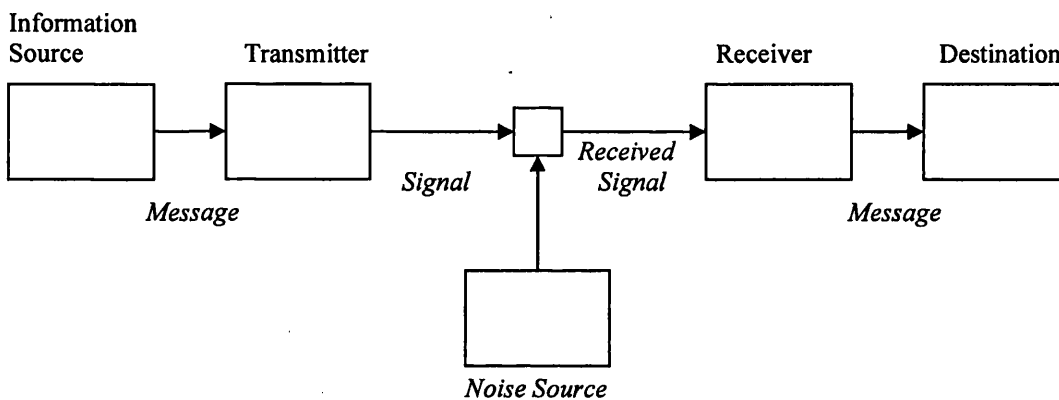 Information
Source
Transmitter
Receiver
Destination
Message
Signal
Received
Signal
Message
Noise Source